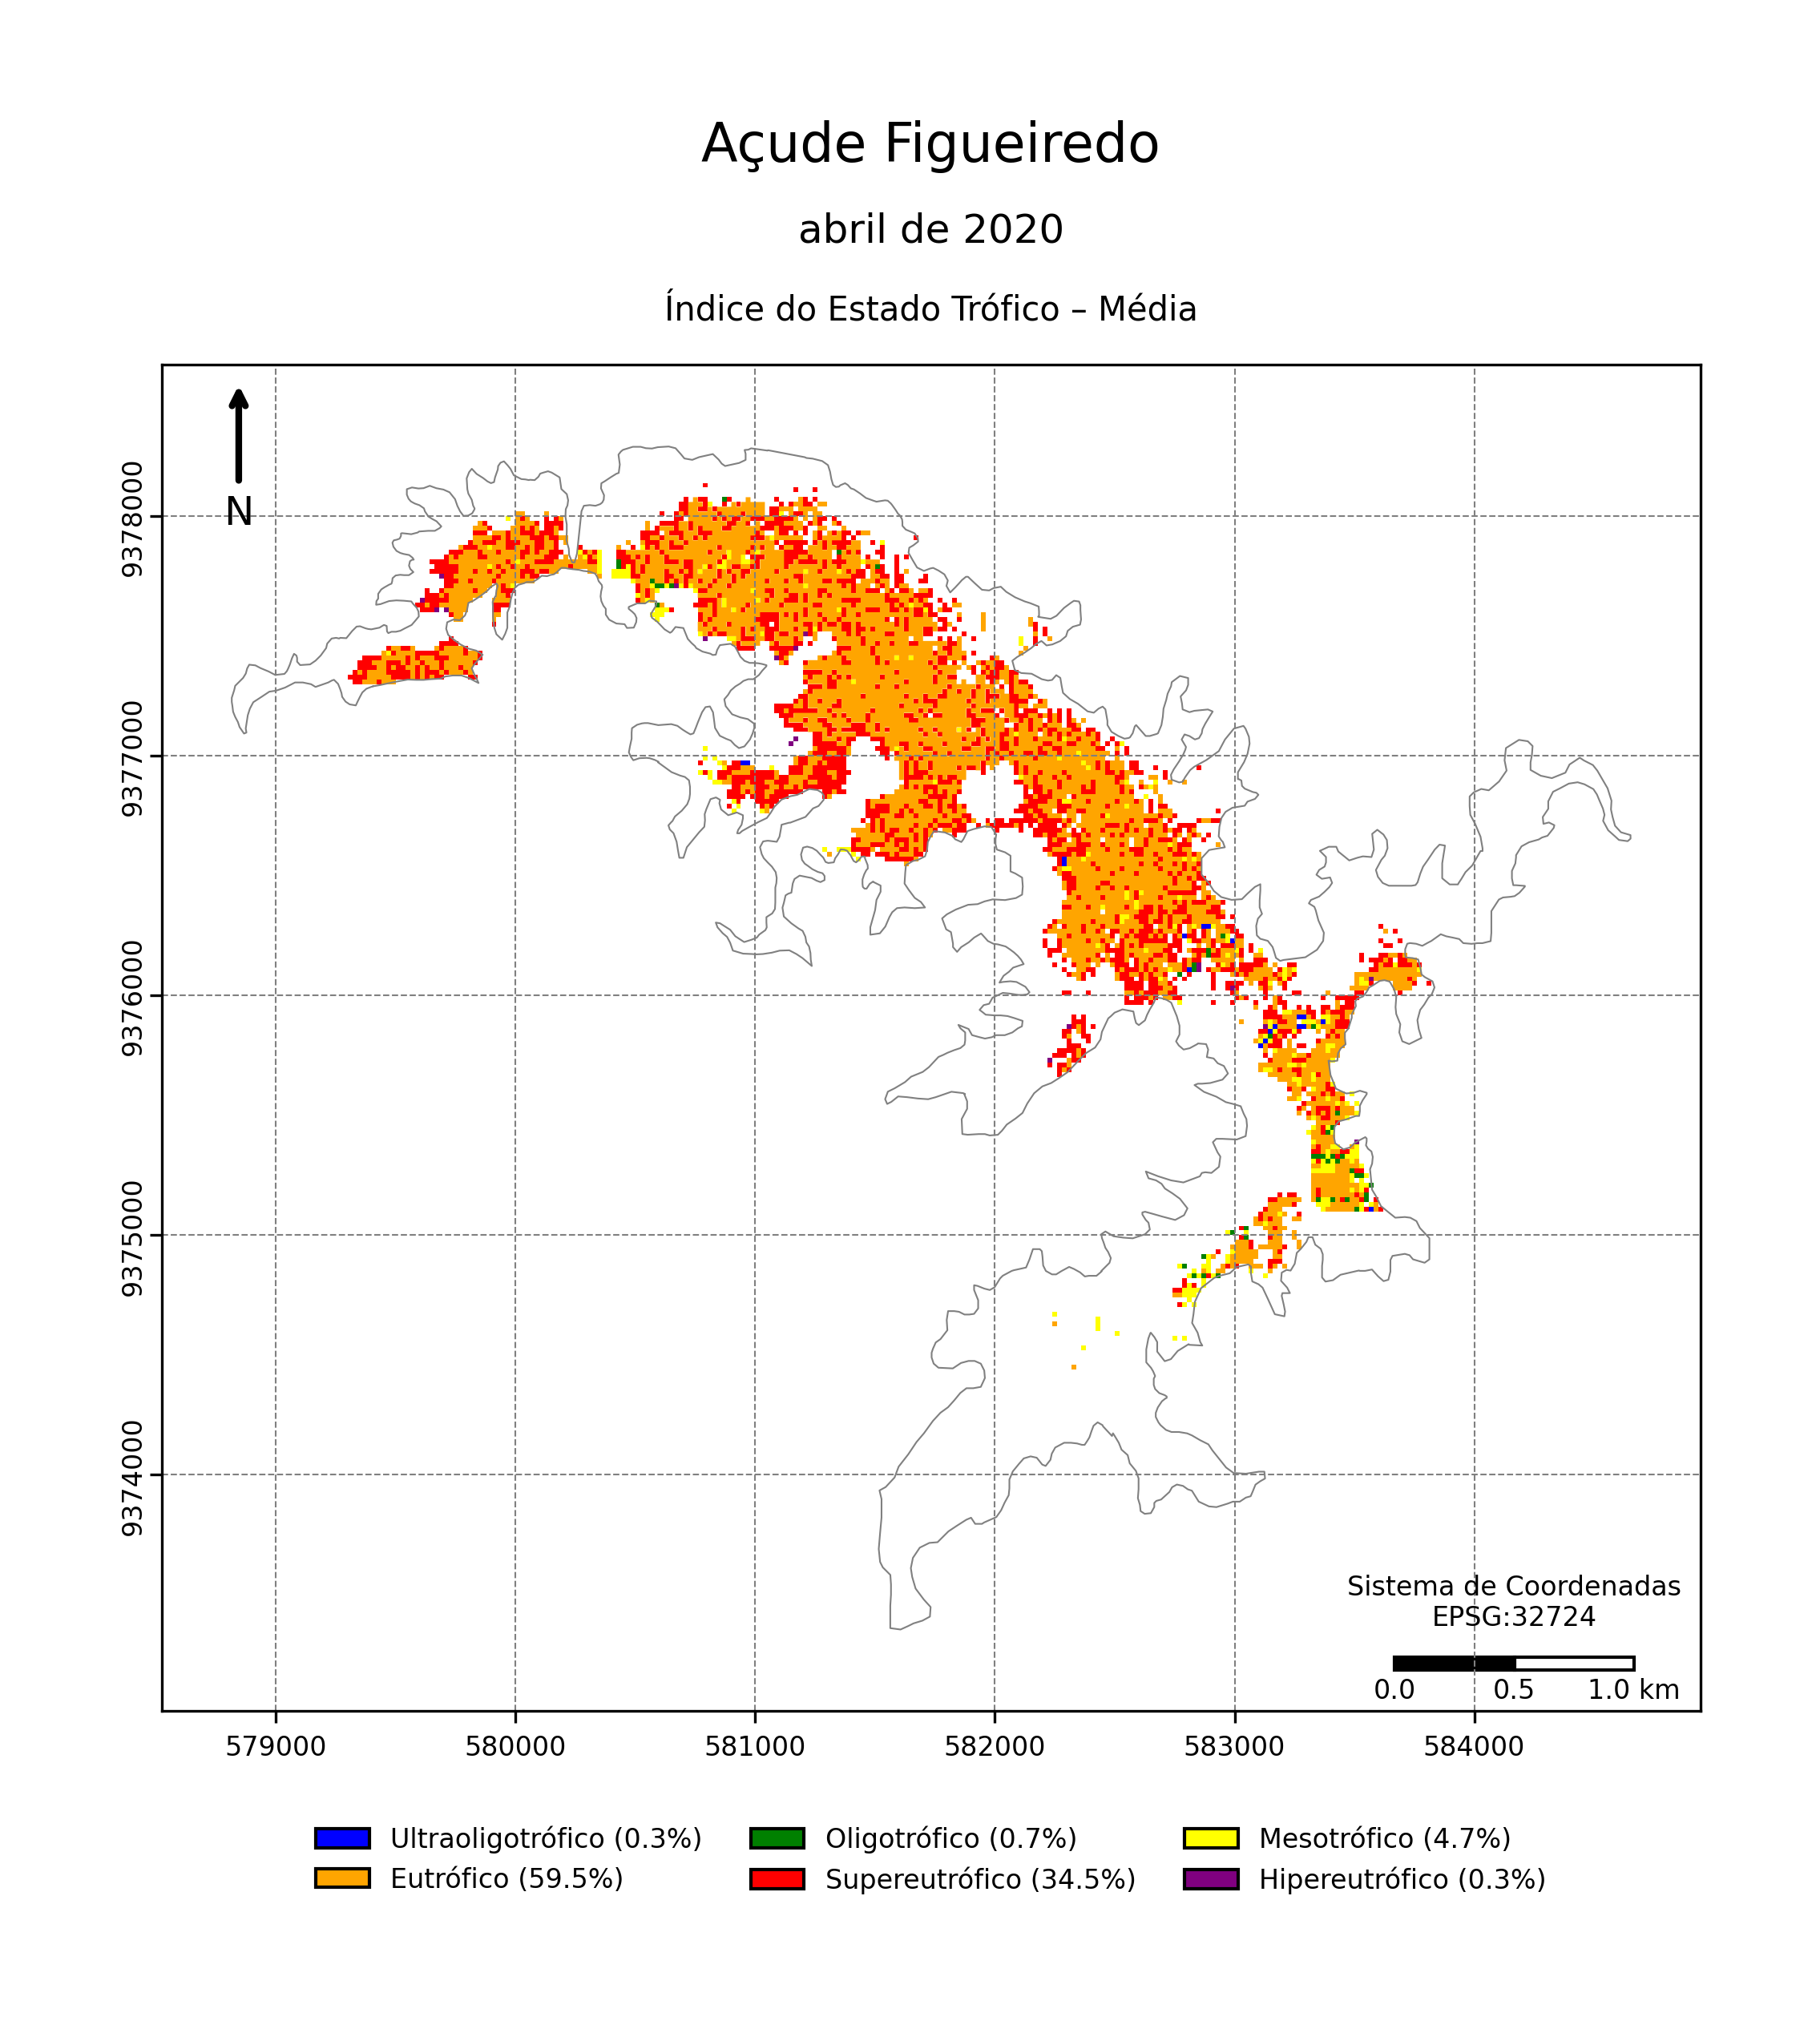 Açude Figueiredo
abril de 2020
Índice do Estado Trófico – Média
N
9378000
9377000
9376000
9375000
9374000
Sistema de Coordenadas
EPSG:32724
0.0 0.5 1.0 km
579000 580000 581000 582000 583000 584000
Ultraoligotrófico (0.3%) Oligotrófico (0.7%) Mesotrófico (4.7%)
Eutrófico (59.5%) Supereutrófico (34.5%) Hipereutrófico (0.3%)